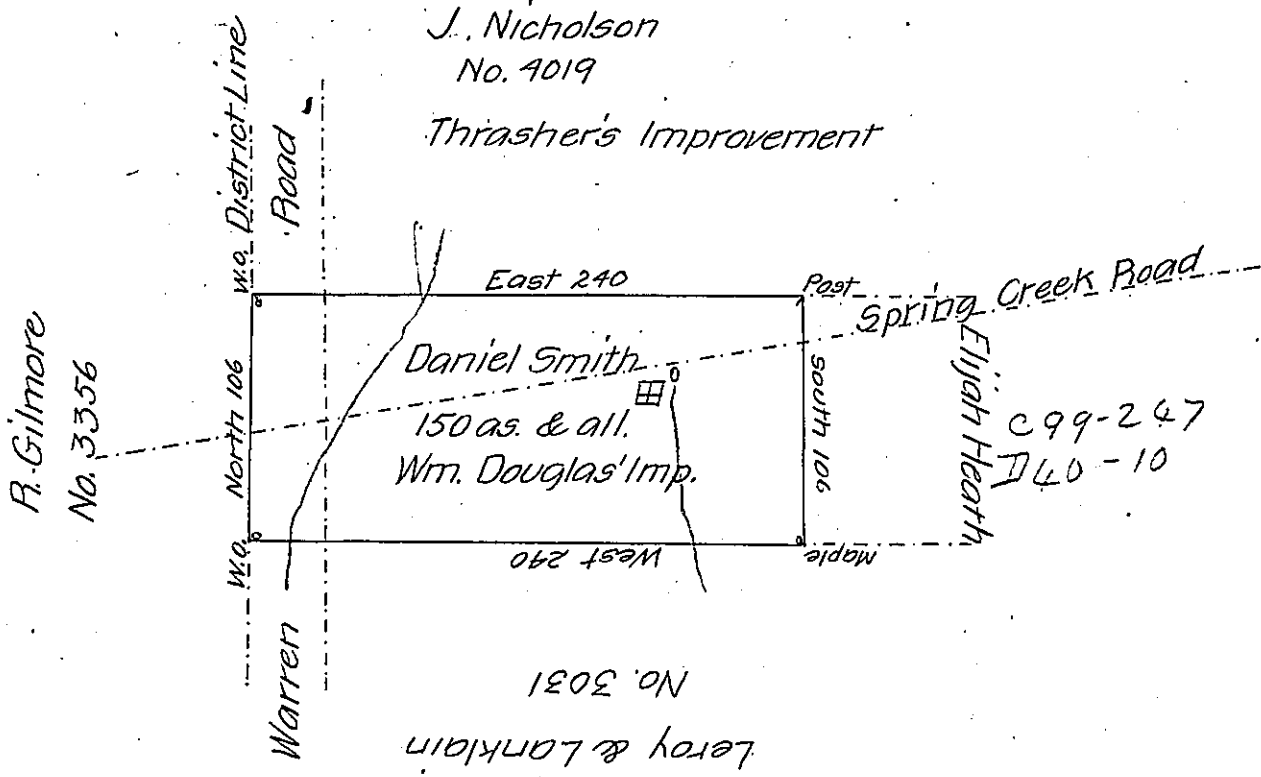 J. Nicholson
No. 4019
Thrasher's Improvement
W.O. District Line
Road
R. Gilmore
No. 3356
East 240
Post
Spring Creek Road
North 106
Daniel Smith
150 as. & all.
Wm. Douglas' Imp.
South 106
Elijah Heath
C99-247
D40-10
W.O.
West 240
Maple
Warren
No. 3031
Leroy & Lanklain